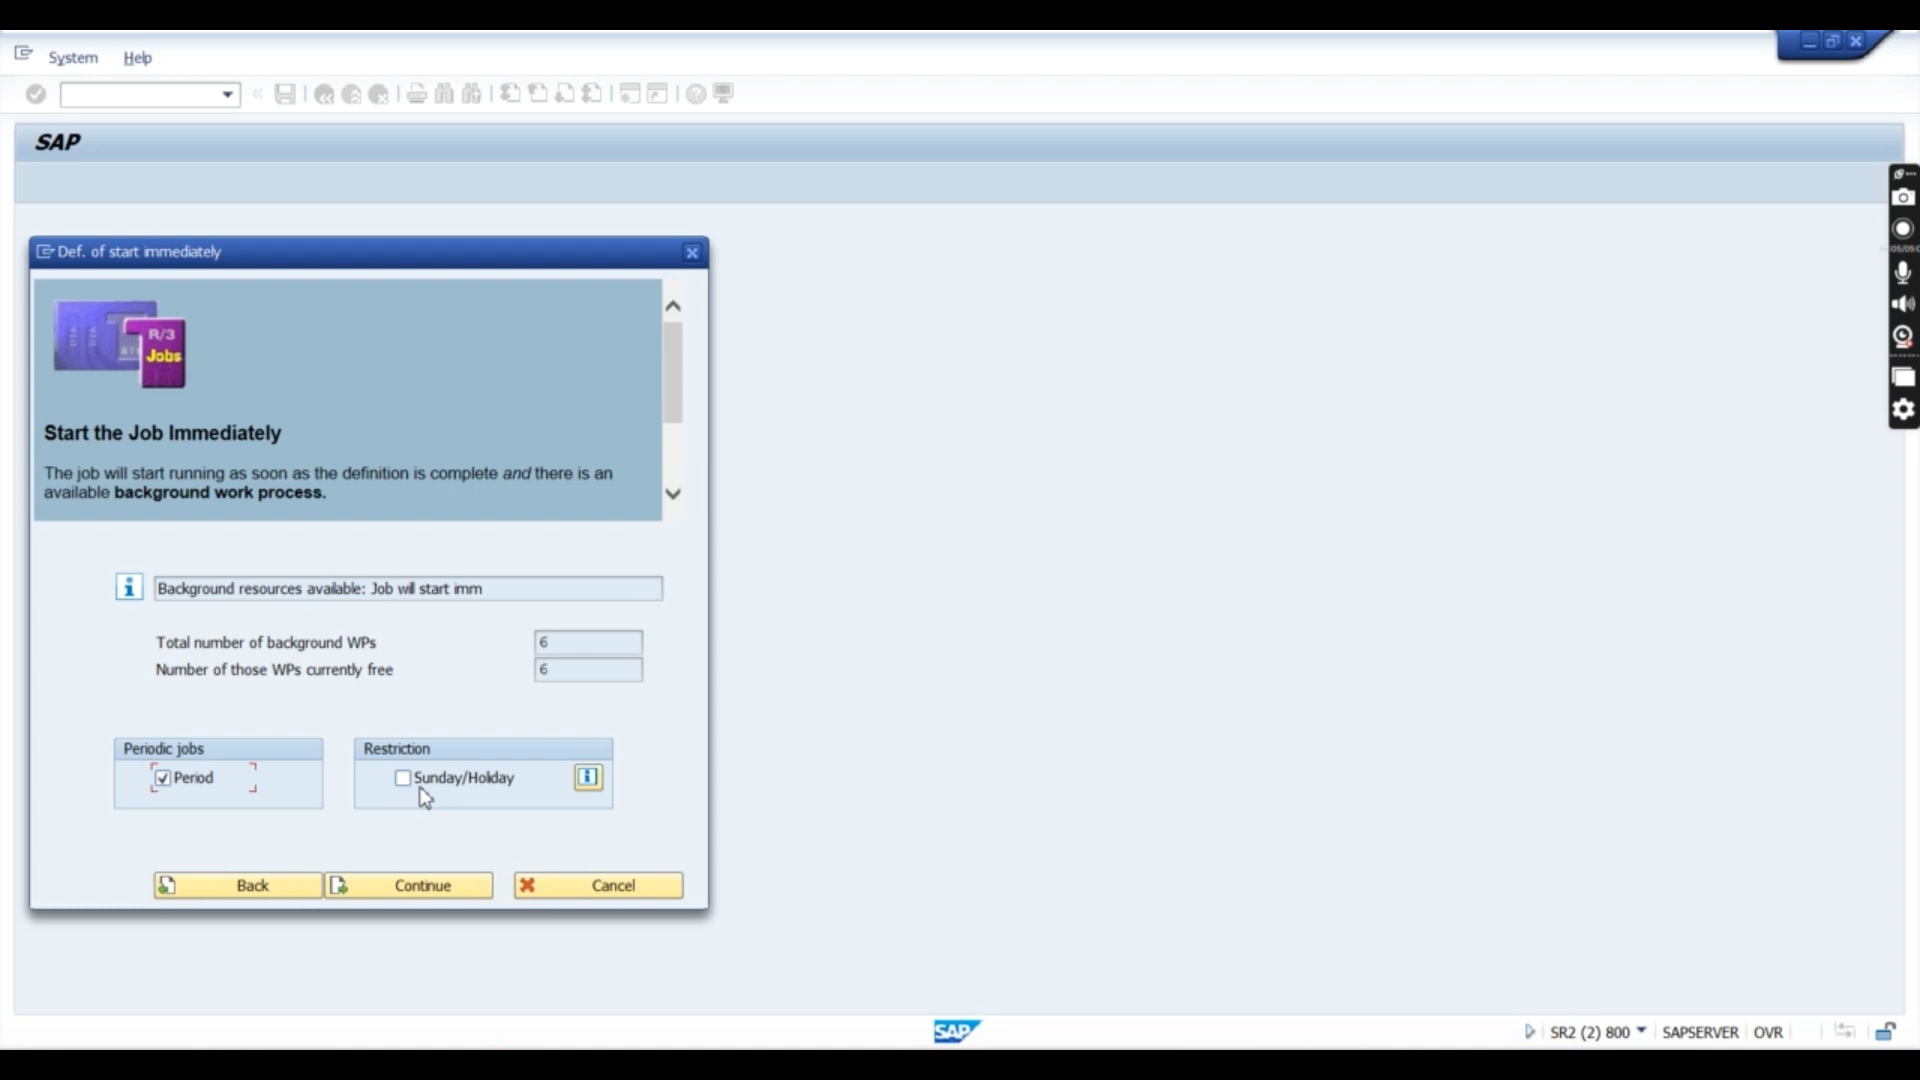 System Help
SAP
Def. of start immediately
R/3
Jobs
Start the Job Immediately
The job will start running as soon as the definition is complete and there is an
available background work process.
Background resources available: Job will start imm
Total number of background WPs 6
Number of those WPs currently free 6
Periodic jobs Restriction
Period Sunday/Holiday
Back Continue Cancel
SAP
SR2 (2) 800 SAPSERVER OVR